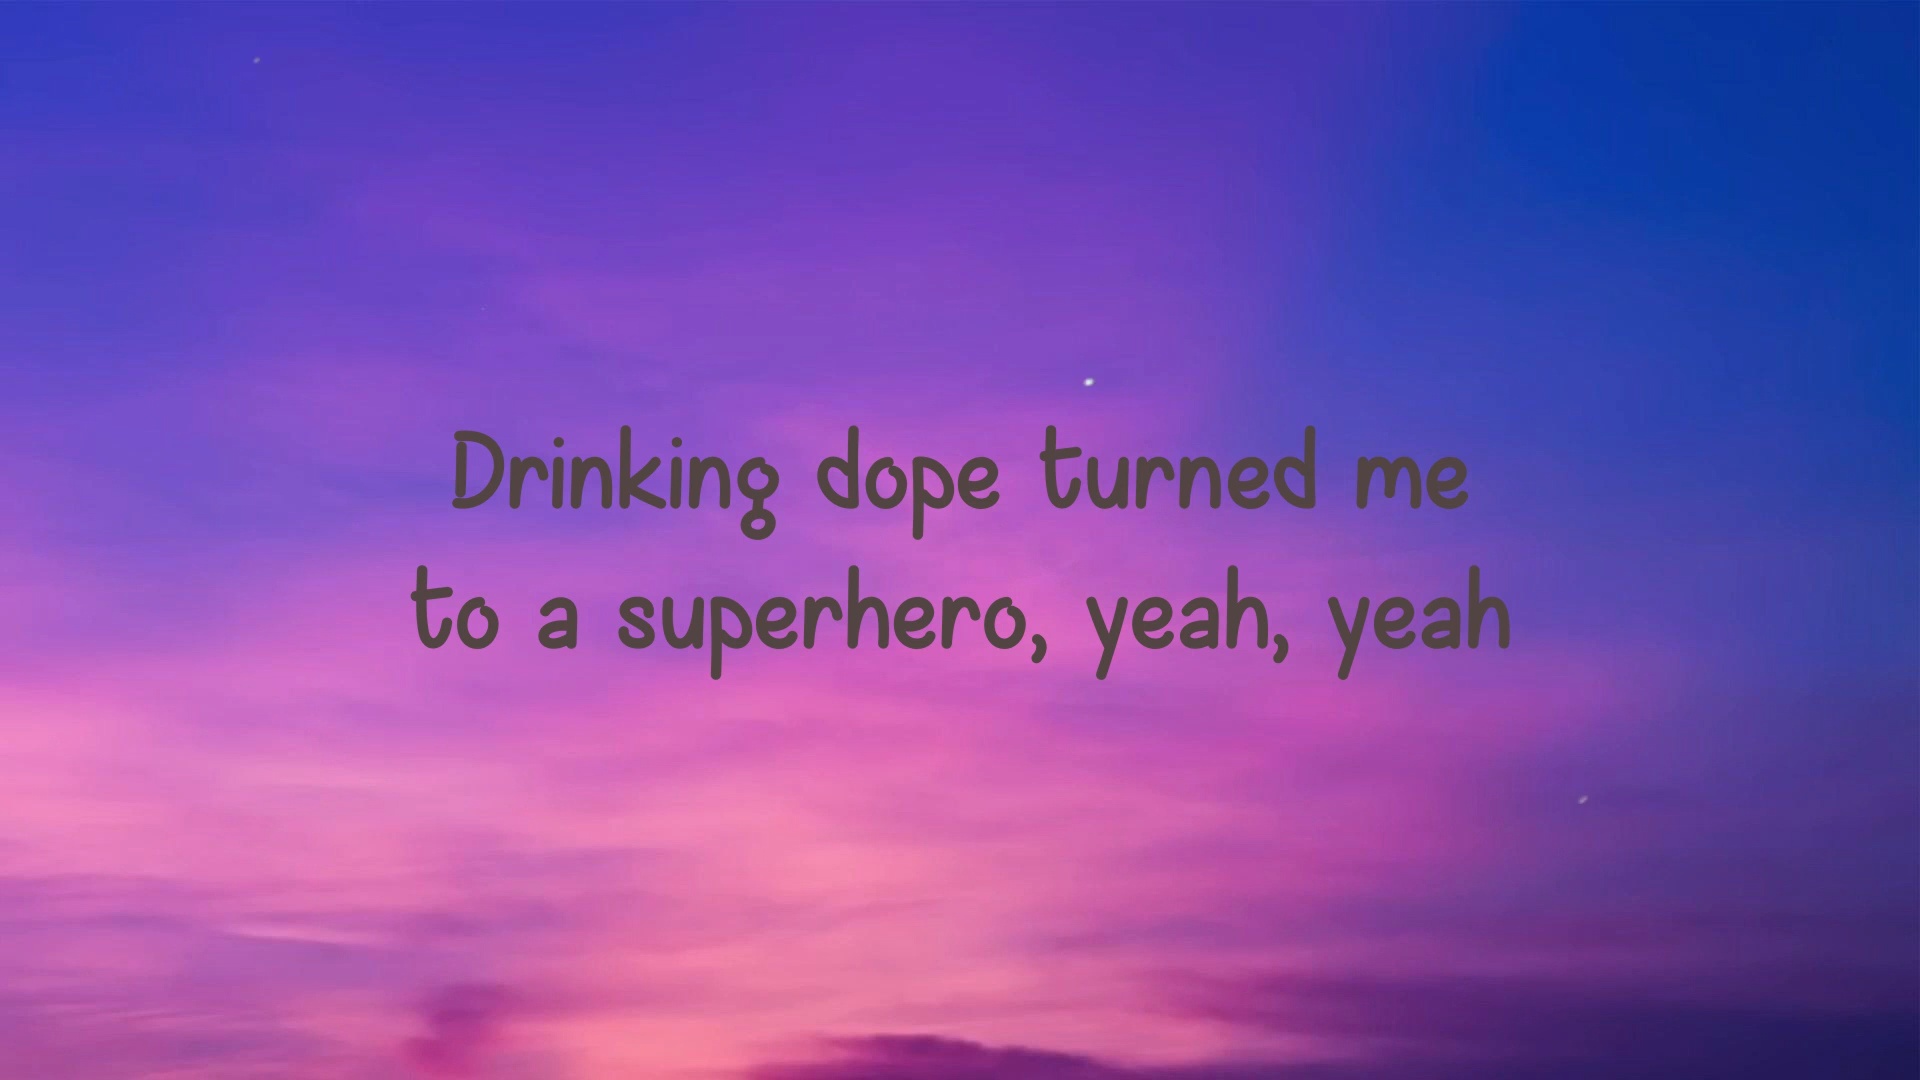 Drinking dope turned me
to a superhero, yeah, yeah